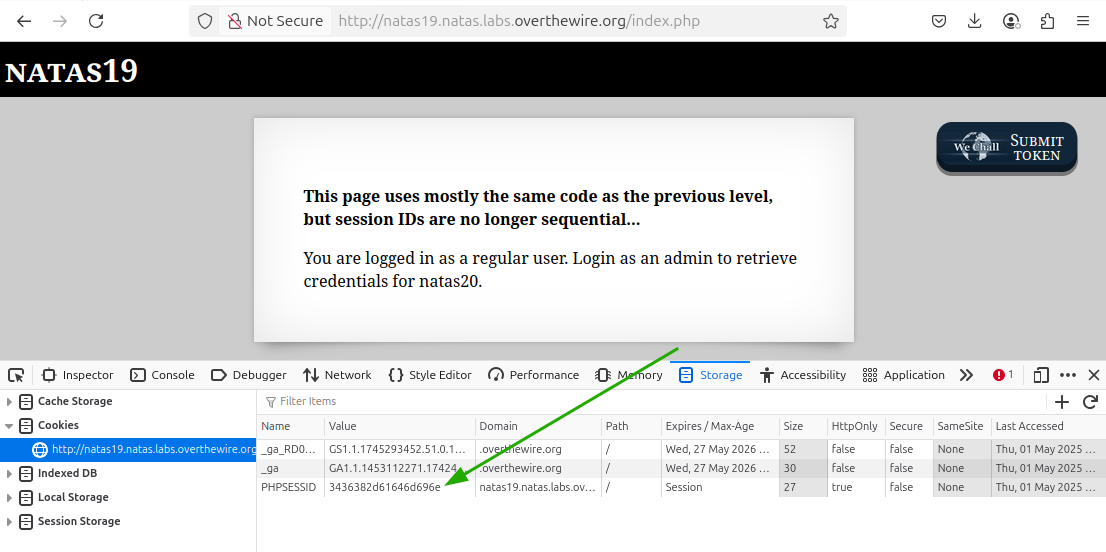 Not Secure http://natas19.natas.labs.overthewire.org/index.php
NATAS19
We Chall SUBMIT TOKEN
This page uses mostly the same code as the previous level,
but session IDs are no longer sequential...
You are logged in as a regular user. Login as an admin to retrieve
credentials for natas20.
Inspector Console Debugger Network Style Editor Performance Memory Storage Accessibility Application 1
Cache Storage
Filter Items
Cookies
http://natas19.natas.labs.overthewire.org
Indexed DB
Local Storage
Session Storage
Name Value Domain Path Expires / Max-Age Size HttpOnly Secure SameSite Last Accessed
_ga_RD0... GS1.1.1745293452.51.0.1... .overthewire.org / Wed, 27 May 2026 ... 52 false false None Thu, 01 May 2025 ...
_ga GA1.1.1453112271.17424... .overthewire.org / Wed, 27 May 2026 ... 30 false false None Thu, 01 May 2025 ...
PHPSESSID 3436382d61646d696e natas19.natas.labs.ov... / Session 27 true false None Thu, 01 May 2025 ...